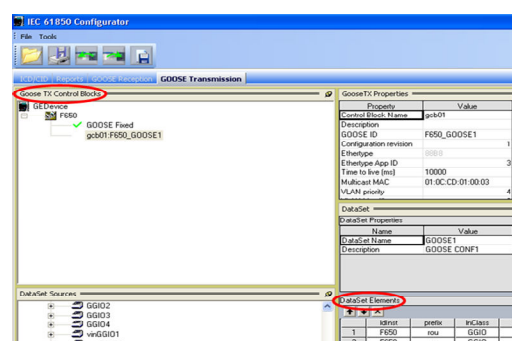 IEC 61850 Configurator
File Tools
ICD/CID | Reports | GOOSE Reception GOOSE Transmission
Goose TX Control Blocks
GEDevice
F650
GOOSE Fixed
gcb01:F650_GOOSE1
GooseTX Properties
Property Value
Control Block Name gcb01
Description
GOOSE ID F650_GOOSE1
Configuration revision 1
Ethertype 88B8
Ethertype App ID 3
Time to live (ms) 10000
Multicast MAC 01:0C:CD:01:00:03
VLAN priority 4
DataSet
DataSet Properties
Name Value
DataSet Name GOOSE1
Description GOOSE CONF1
DataSet Sources
GGIO2
GGIO3
GGIO4
vinGGIO1
DataSet Elements
ldInst prefix lnClass
1 F650 rou GGIO